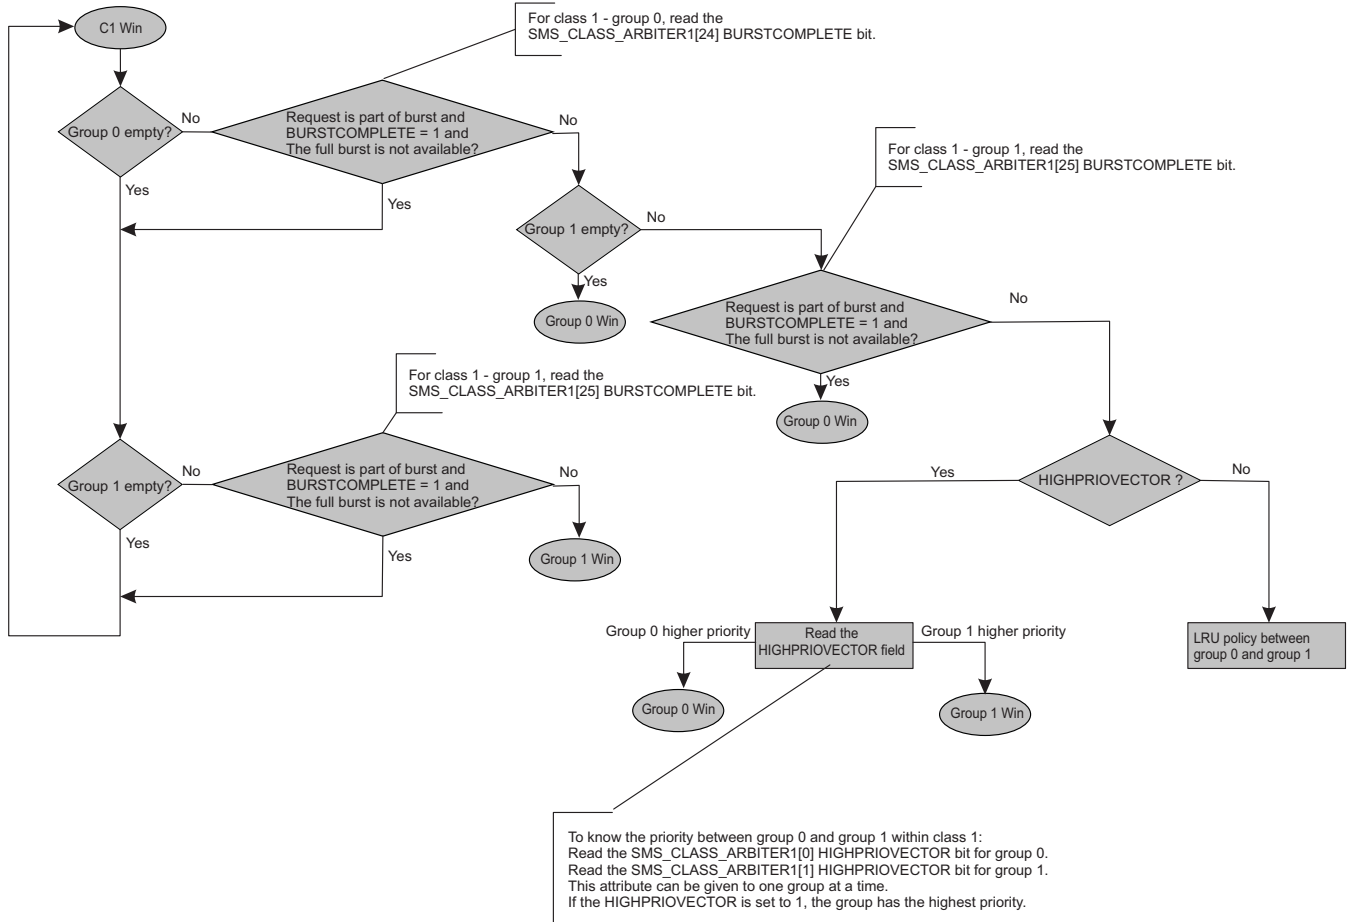 C1 Win
For class 1 - group 0, read the
SMS_CLASS_ARBITER1[24] BURSTCOMPLETE bit.
Group 0 empty?
No
Yes
Request is part of burst and
BURSTCOMPLETE = 1 and
The full burst is not available?
No
Yes
For class 1 - group 1, read the
SMS_CLASS_ARBITER1[25] BURSTCOMPLETE bit.
Group 1 empty?
No
Yes
Group 0 Win
Request is part of burst and
BURSTCOMPLETE = 1 and
The full burst is not available?
No
Yes
Group 0 Win
For class 1 - group 1, read the
SMS_CLASS_ARBITER1[25] BURSTCOMPLETE bit.
Group 1 empty?
No
Yes
Request is part of burst and
BURSTCOMPLETE = 1 and
The full burst is not available?
No
Yes
Group 1 Win
HIGHPRIOVECTOR ?
Yes
No
Group 0 higher priority
Read the
HIGHPRIOVECTOR field
Group 1 higher priority
LRU policy between
group 0 and group 1
Group 0 Win
Group 1 Win
To know the priority between group 0 and group 1 within class 1:
Read the SMS_CLASS_ARBITER1[0] HIGHPRIOVECTOR bit for group 0.
Read the SMS_CLASS_ARBITER1[1] HIGHPRIOVECTOR bit for group 1.
This attribute can be given to one group at a time.
If the HIGHPRIOVECTOR is set to 1, the group has the highest priority.